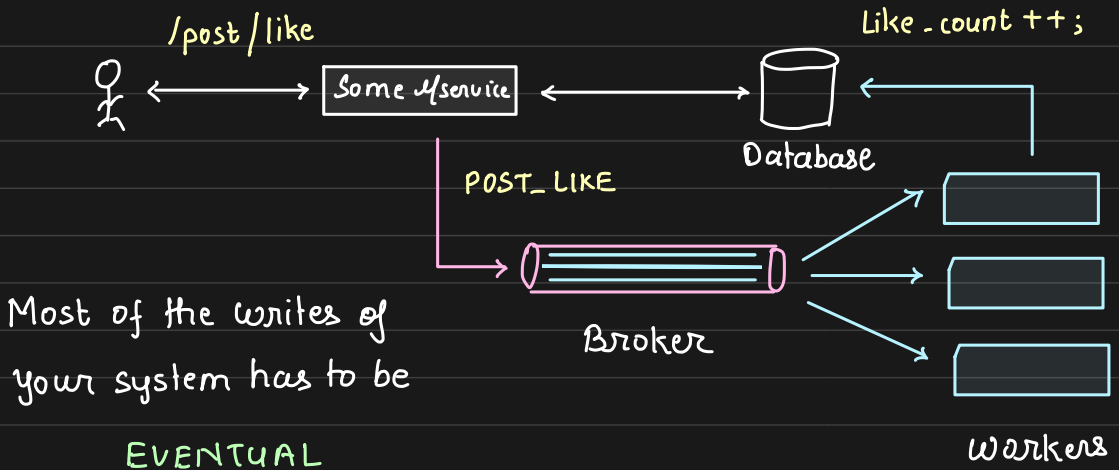 /post/like
Like_count ++;
Some μservice
Database
POST_LIKE
Broker
Most of the writes of
your system has to be
EVENTUAL
Workers